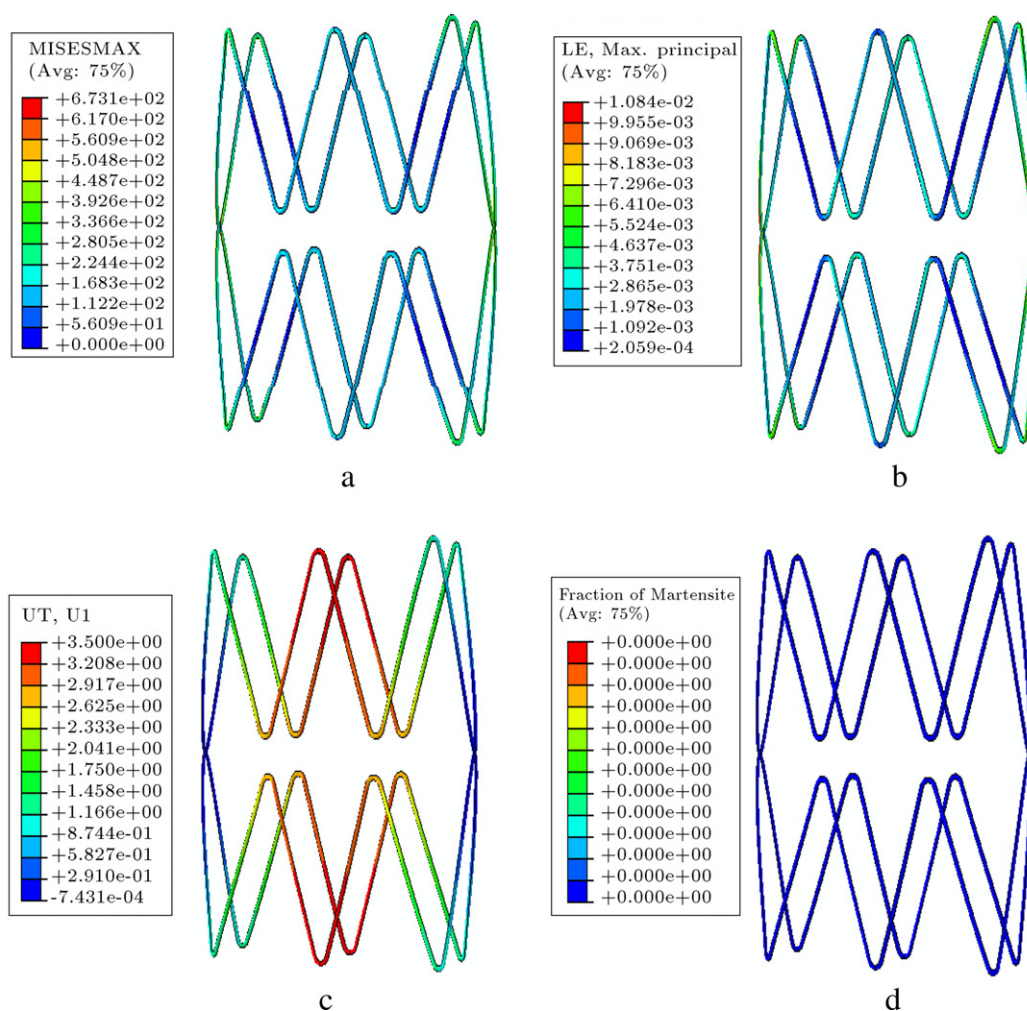 MISESMAX
(Avg: 75%)
+6.731e+02
+6.170e+02
+5.609e+02
+5.048e+02
+4.487e+02
+3.926e+02
+3.366e+02
+2.805e+02
+2.244e+02
+1.683e+02
+1.122e+02
+5.609e+01
+0.000e+00
a
LE, Max. principal
(Avg: 75%)
+1.084e-02
+9.955e-03
+9.069e-03
+8.183e-03
+7.296e-03
+6.410e-03
+5.524e-03
+4.637e-03
+3.751e-03
+2.865e-03
+1.978e-03
+1.092e-03
+2.059e-04
b
UT, U1
+3.500e+00
+3.208e+00
+2.917e+00
+2.625e+00
+2.333e+00
+2.041e+00
+1.750e+00
+1.458e+00
+1.166e+00
+8.744e-01
+5.827e-01
+2.910e-01
-7.431e-04
c
Fraction of Martensite
(Avg: 75%)
+0.000e+00
+0.000e+00
+0.000e+00
+0.000e+00
+0.000e+00
+0.000e+00
+0.000e+00
+0.000e+00
+0.000e+00
+0.000e+00
+0.000e+00
+0.000e+00
+0.000e+00
d